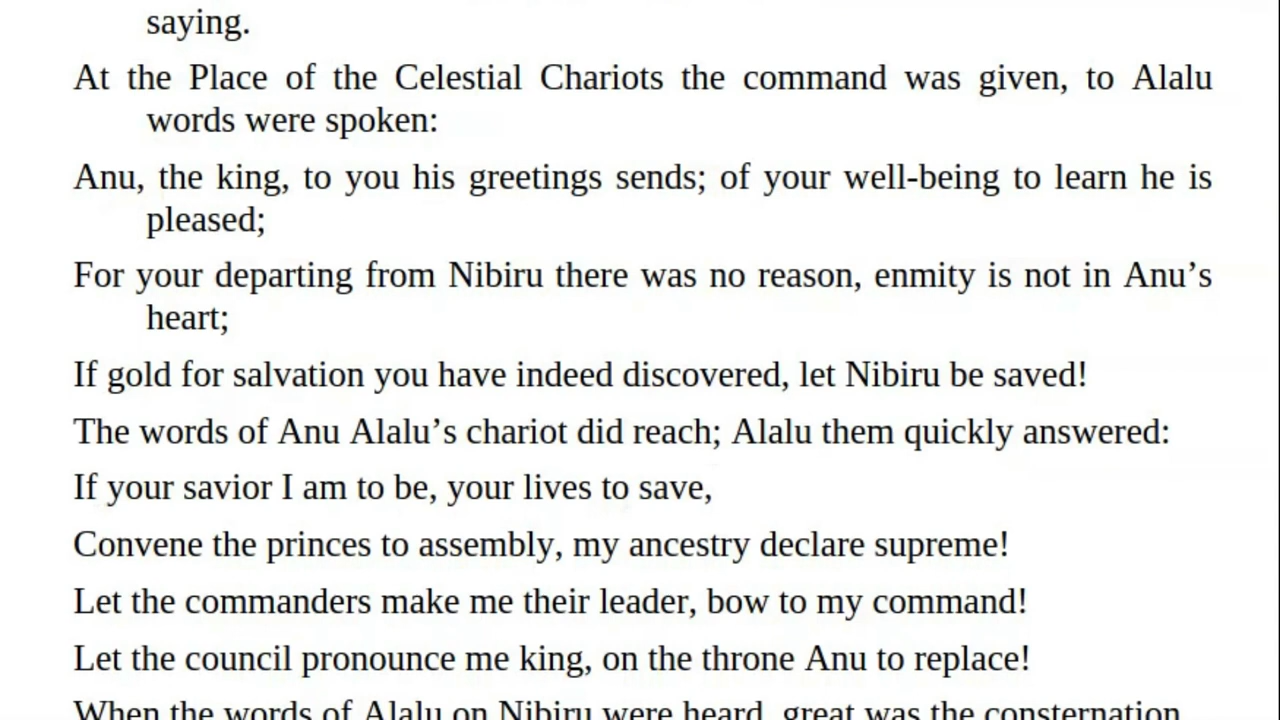 saying.
At the Place of the Celestial Chariots the command was given, to Alalu
words were spoken:
Anu, the king, to you his greetings sends; of your well-being to learn he is
pleased;
For your departing from Nibiru there was no reason, enmity is not in Anu’s
heart;
If gold for salvation you have indeed discovered, let Nibiru be saved!
The words of Anu Alalu’s chariot did reach; Alalu them quickly answered:
If your savior I am to be, your lives to save,
Convene the princes to assembly, my ancestry declare supreme!
Let the commanders make me their leader, bow to my command!
Let the council pronounce me king, on the throne Anu to replace!
When the words of Alalu on Nibiru were heard, great was the consternation.